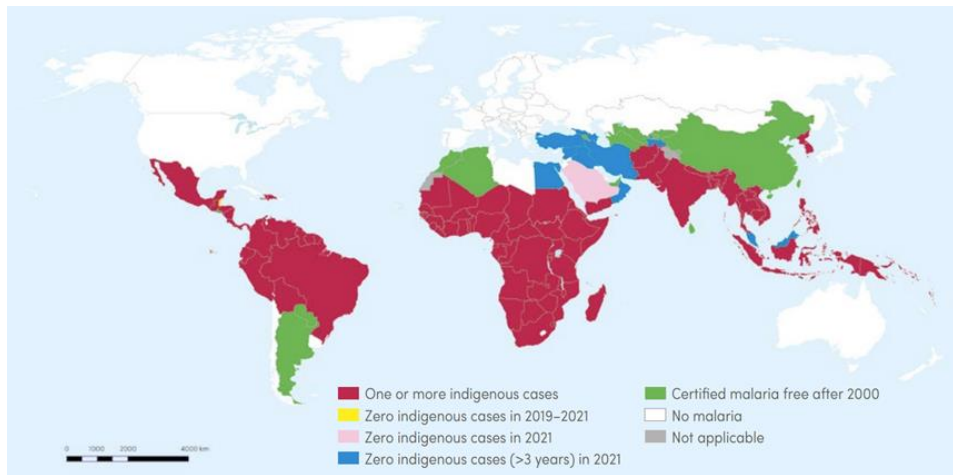 One or more indigenous cases
Zero indigenous cases in 2019–2021
Zero indigenous cases in 2021
Zero indigenous cases (>3 years) in 2021
Certified malaria free after 2000
No malaria
Not applicable
0 1000 2000 4000 km